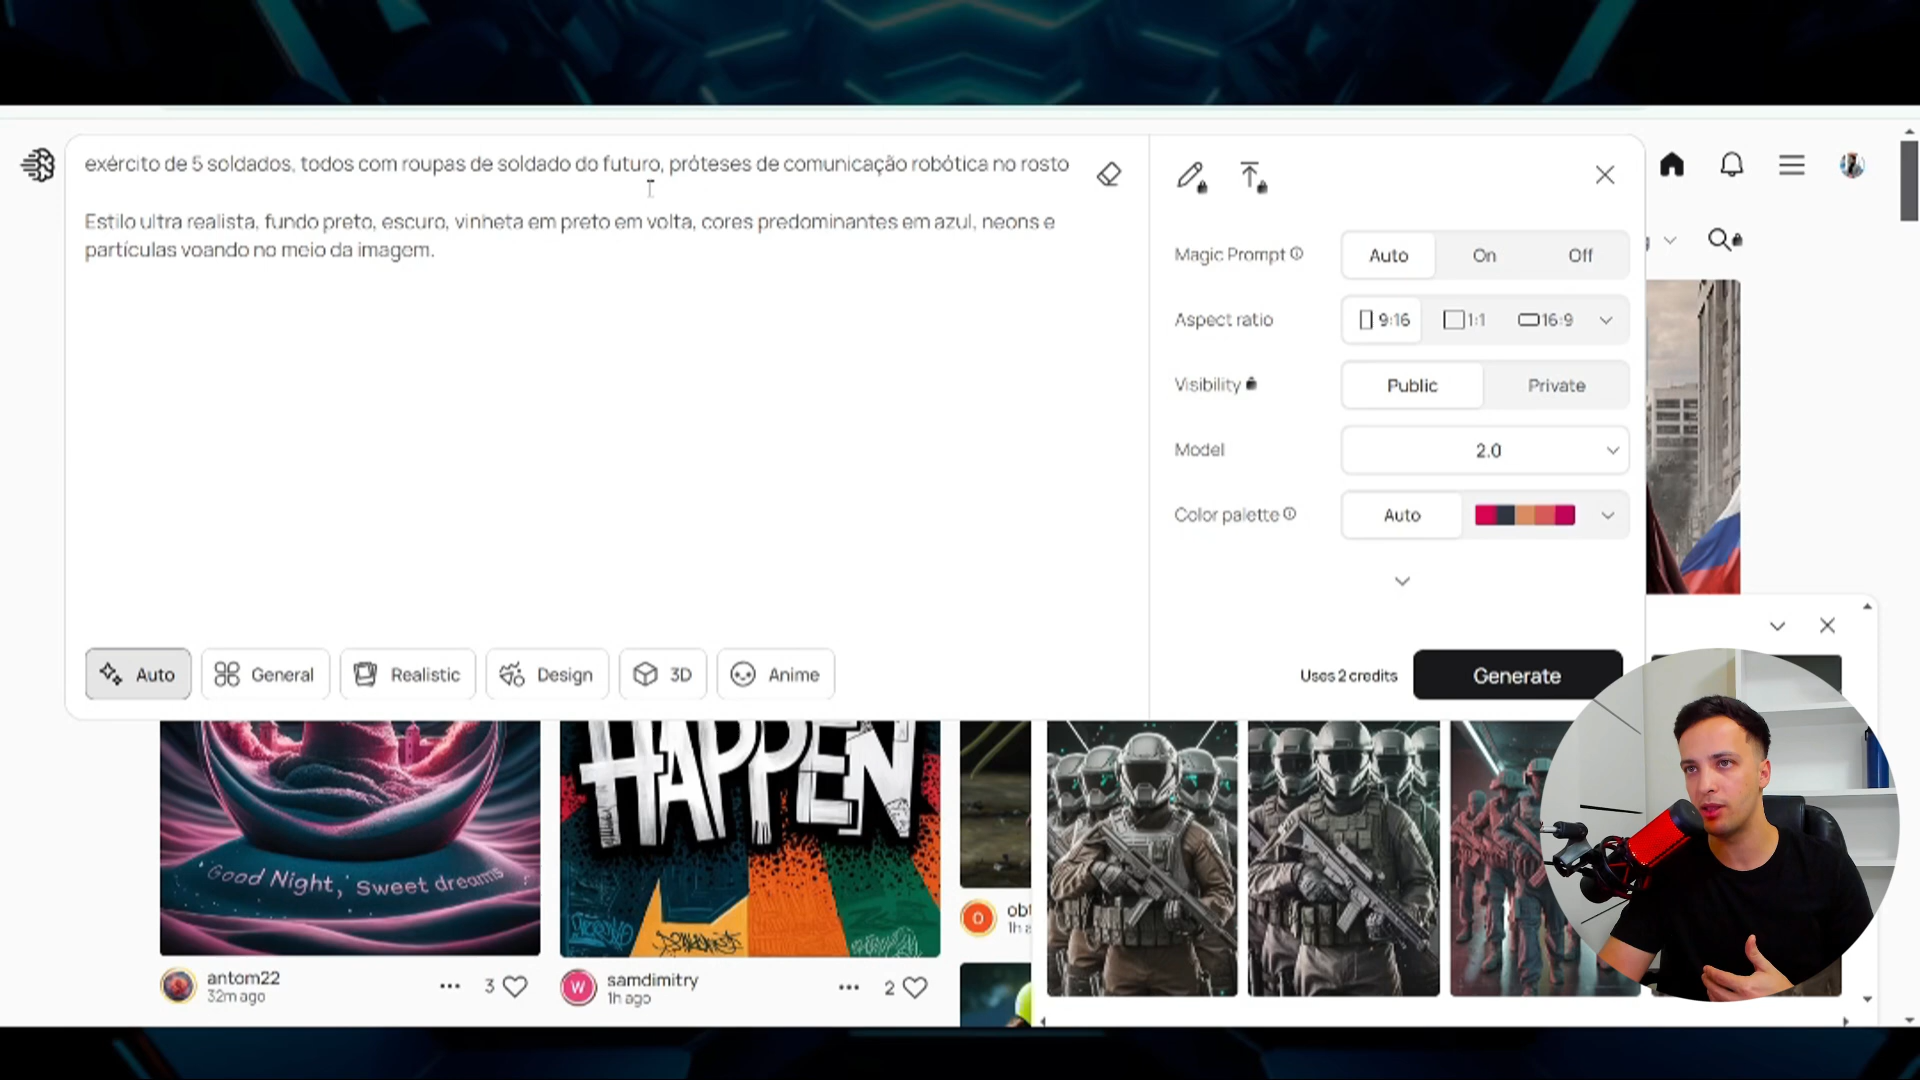 exército de 5 soldados, todos com roupas de soldado do futuro, próteses de comunicação robótica no rosto
Estilo ultra realista, fundo preto, escuro, vinheta em preto em volta, cores predominantes em azul, neons e
partículas voando no meio da imagem.
Magic Prompt
Auto
On
Off
Aspect ratio
9:16
1:1
16:9
Visibility
Public
Private
Model
2.0
Color palette
Auto
Auto
General
Realistic
Design
3D
Anime
Uses 2 credits
Generate
Good Night, Sweet dreams
HAPPEN
antom22
32m ago
3
W
samdimitry
1h ago
2
O